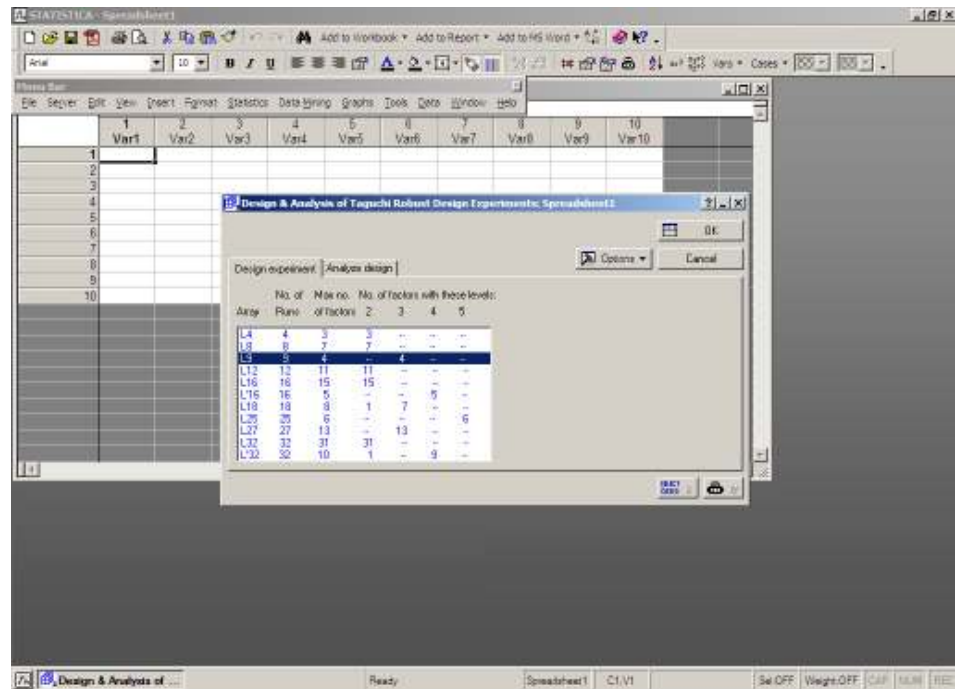 STATISTICA - Spreadsheet1
Add to Workbook Add to Report Add to MS Word
Arial 10 B I U Vars Cases
Menu Bar
File Server Edit View Insert Format Statistics Data Mining Graphs Tools Data Window Help
1 2 3 4 5 6 7 8 9 10
Var1 Var2 Var3 Var4 Var5 Var6 Var7 Var8 Var9 Var10
1
2
3
4
5
6
7
8
9
10
Design & Analysis of Taguchi Robust Design Experiments: Spreadsheet1
OK
Options Cancel
Design experiment Analyze design
No. of Max no. No. of factors with these levels:
Array Runs of factors 2 3 4 5
L4 4 3 3 -- -- --
L8 8 7 7 -- -- --
L9 9 4 -- 4 -- --
L12 12 11 11 -- -- --
L16 16 15 15 -- -- --
L'16 16 5 -- -- 5 --
L18 18 8 1 7 -- --
L25 25 6 -- -- -- 6
L27 27 13 -- 13 -- --
L32 32 31 31 -- -- --
L'32 32 10 1 -- 9 --
SELECT CASES
Design & Analysis of ... Ready Spreadsheet1 C1,V1 Sel:OFF Weight:OFF CAP NUM REC